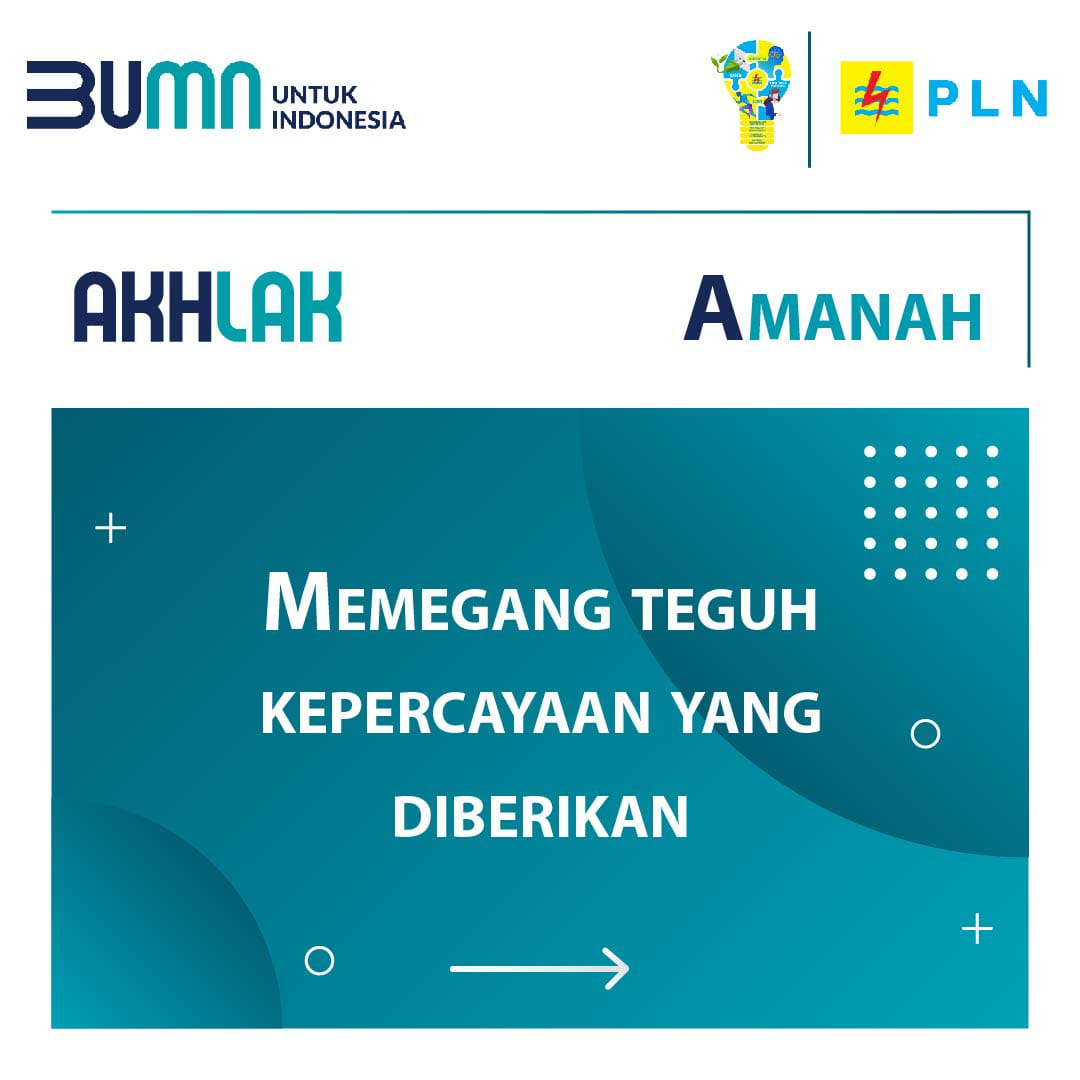 BUMN UNTUK
INDONESIA
PLN
AKHLAK
AMANAH
MEMEGANG TEGUH
KEPERCAYAAN YANG
DIBERIKAN